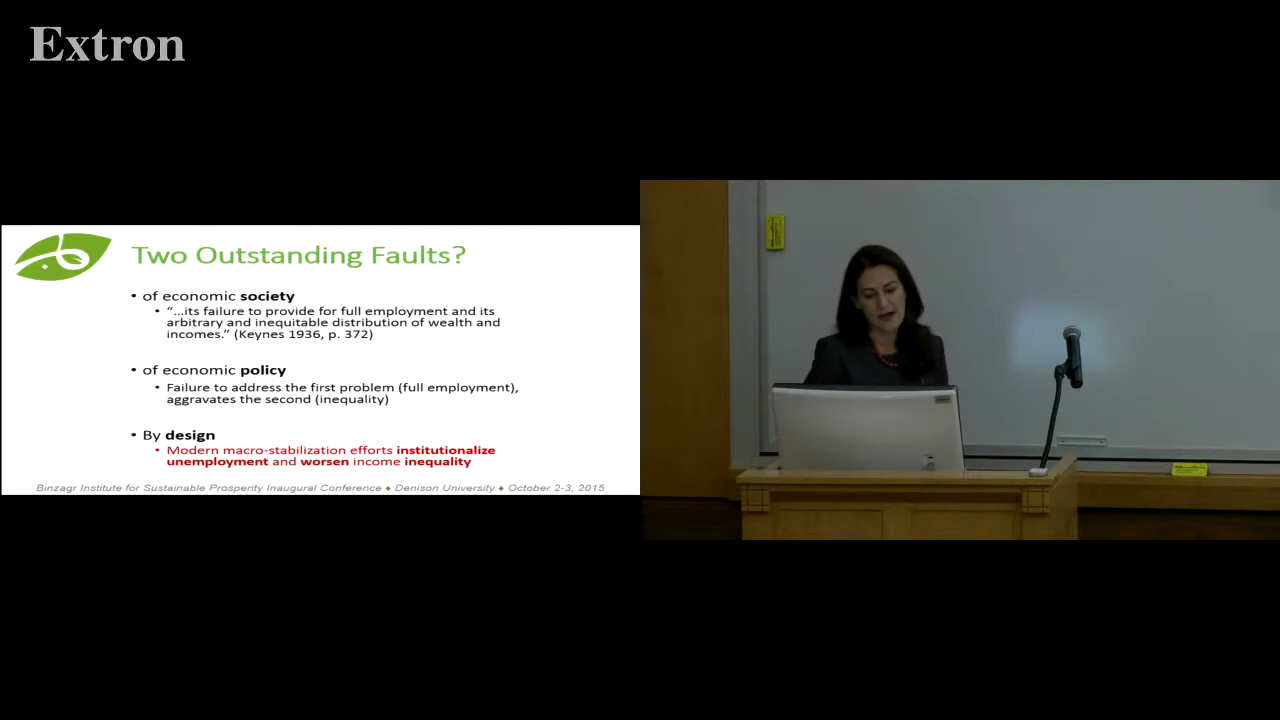 Extron
Two Outstanding Faults?
• of economic society
• “...its failure to provide for full employment and its
arbitrary and inequitable distribution of wealth and
incomes.” (Keynes 1936, p. 372)
• of economic policy
• Failure to address the first problem (full employment),
aggravates the second (inequality)
• By design
• Modern macro-stabilization efforts institutionalize
unemployment and worsen income inequality
Binzagr Institute for Sustainable Prosperity Inaugural Conference ♦ Denison University ♦ October 2-3, 2015